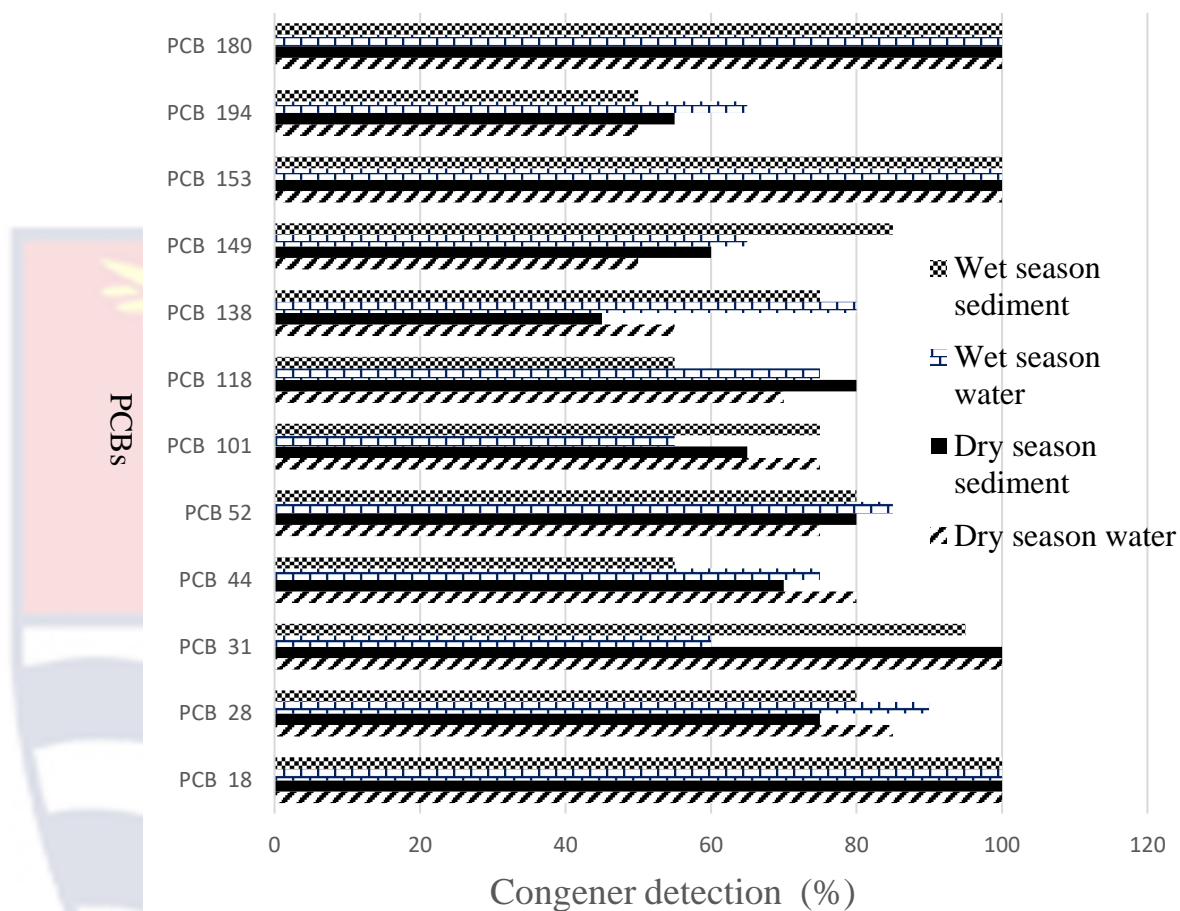 PCB 180
PCB 194
PCB 153
PCB 149
PCB 138
PCB 118
PCB 101
PCB 52
PCB 44
PCB 31
PCB 28
PCB 18
PCBs
0 20 40 60 80 100 120
Congener detection (%)
Wet season
sediment
Wet season
water
Dry season
sediment
Dry season water